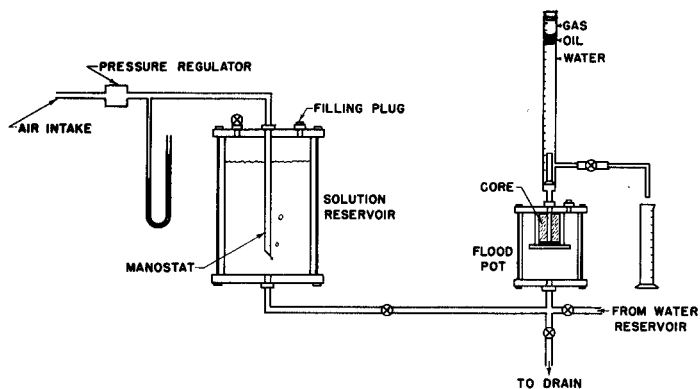 GAS
OIL
WATER
PRESSURE REGULATOR
FILLING PLUG
AIR INTAKE
CORE
SOLUTION
RESERVOIR
FLOOD
POT
MANOSTAT
FROM WATER
RESERVOIR
TO DRAIN